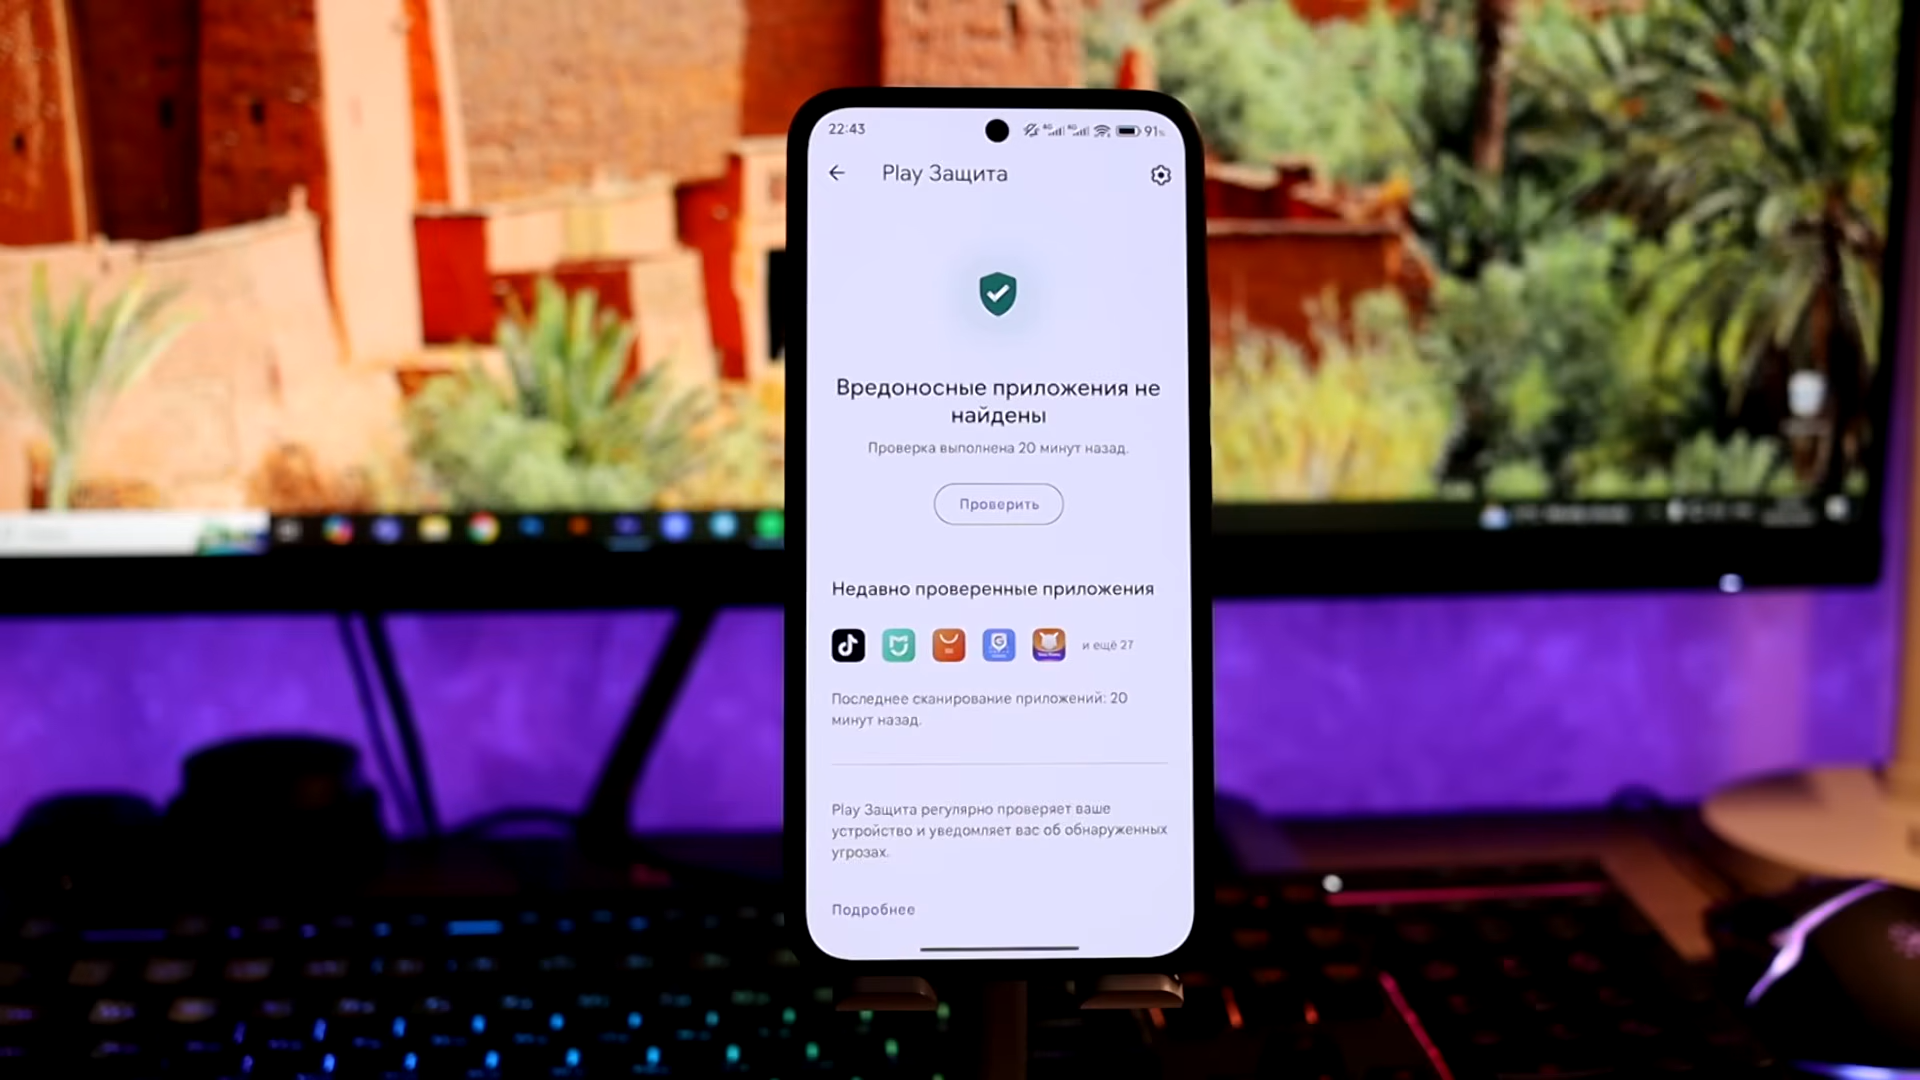 22:43
4G 4G 91%
Play Защита
Вредоносные приложения не
найдены
Проверка выполнена 20 минут назад.
Проверить
Недавно проверенные приложения
и ещё 27
Последнее сканирование приложений: 20
минут назад.
Play Защита регулярно проверяет ваше
устройство и уведомляет вас об обнаруженных
угрозах.
Подробнее